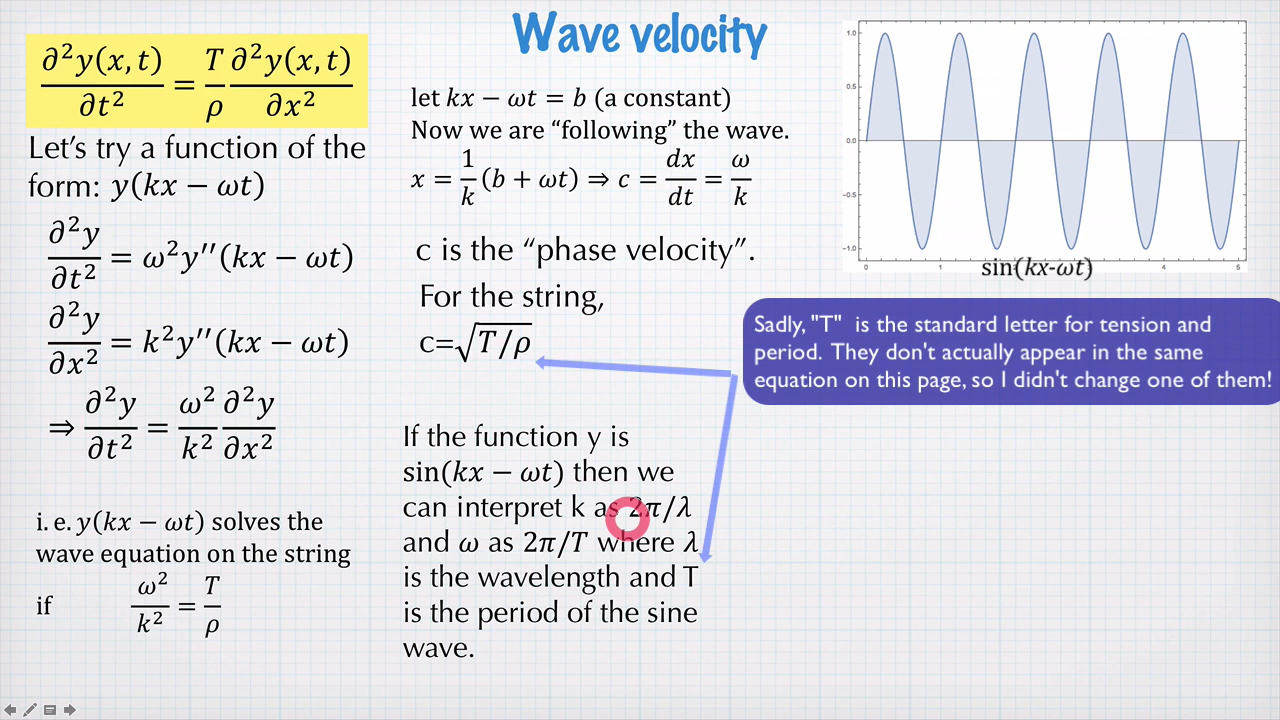 Wave velocity
∂²y(x, t)/∂t² = T/ρ ∂²y(x, t)/∂x²
Let's try a function of the
form: y(kx − ωt)
∂²y/∂t² = ω²y′′(kx − ωt)
∂²y/∂x² = k²y′′(kx − ωt)
⇒ ∂²y/∂t² = ω²/k² ∂²y/∂x²
i. e. y(kx − ωt) solves the
wave equation on the string
if ω²/k² = T/ρ
let kx − ωt = b (a constant)
Now we are “following” the wave.
x = 1/k (b + ωt) ⇒ c = dx/dt = ω/k
c is the “phase velocity”.
For the string,
c=√T/ρ
If the function y is
sin(kx − ωt) then we
can interpret k as 2π/λ
and ω as 2π/T where λ
is the wavelength and T
is the period of the sine
wave.
1.0
0.5
0.0
−0.5
−1.0
0 1 4 5
sin(kx-ωt)
Sadly, "T" is the standard letter for tension and
period. They don't actually appear in the same
equation on this page, so I didn't change one of them!